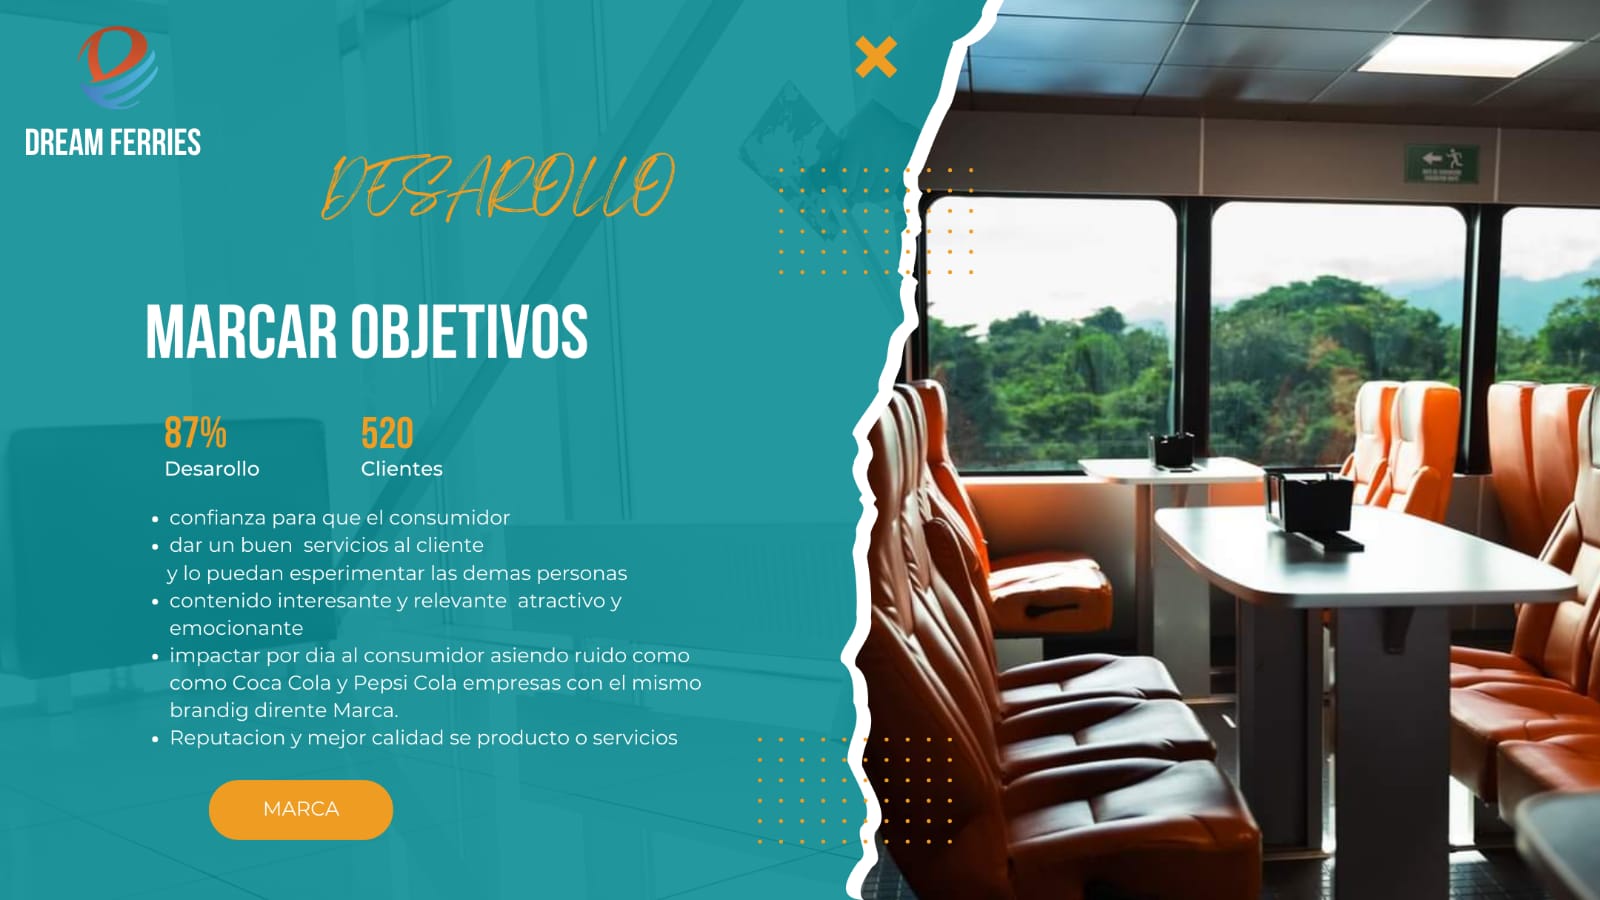 DREAM FERRIES
DESAROLLO
MARCAR OBJETIVOS
87%
Desarollo
520
Clientes
confianza para que el consumidor
dar un buen  servicios al cliente
y lo puedan esperimentar las demas personas
contenido interesante y relevante  atractivo y
emocionante
impactar por dia al consumidor asiendo ruido como
como Coca Cola y Pepsi Cola empresas con el mismo
brandig dirente Marca.
Reputacion y mejor calidad se producto o servicios
MARCA